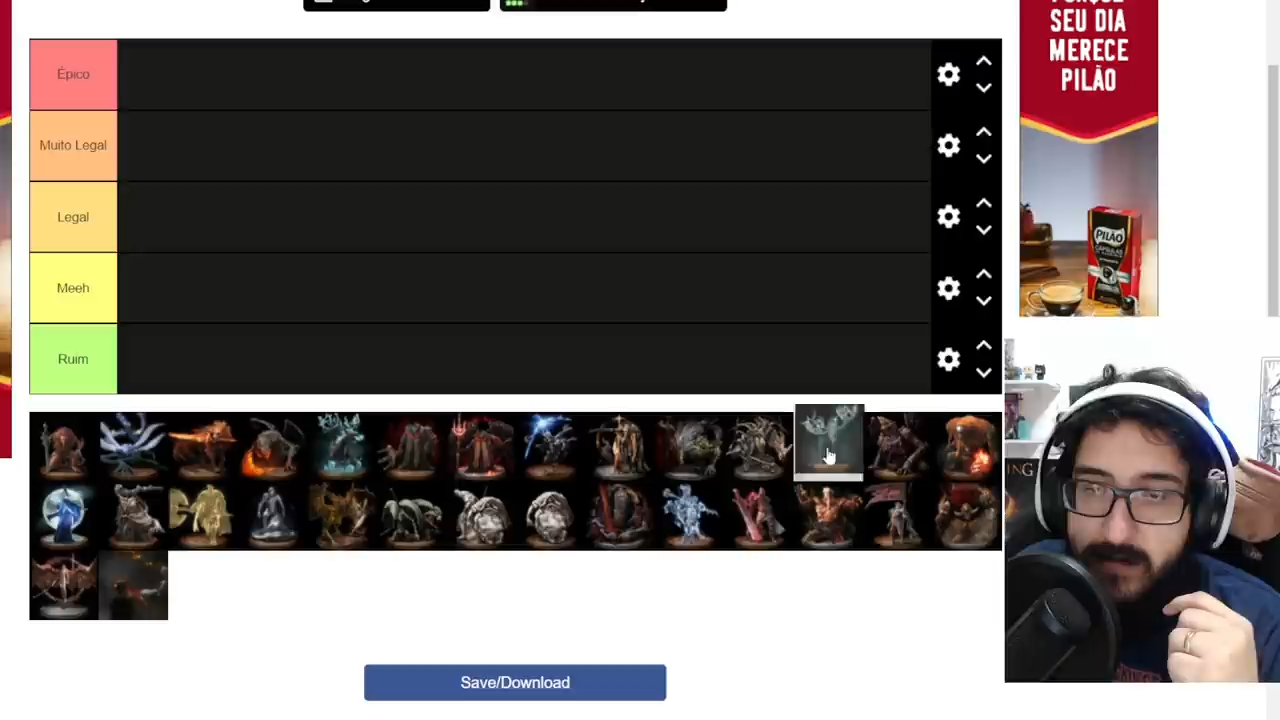 SEU DIA
MERECE
PILÃO
Épico
Muito Legal
Legal
Meeh
Ruim
PILÃO
Save/Download